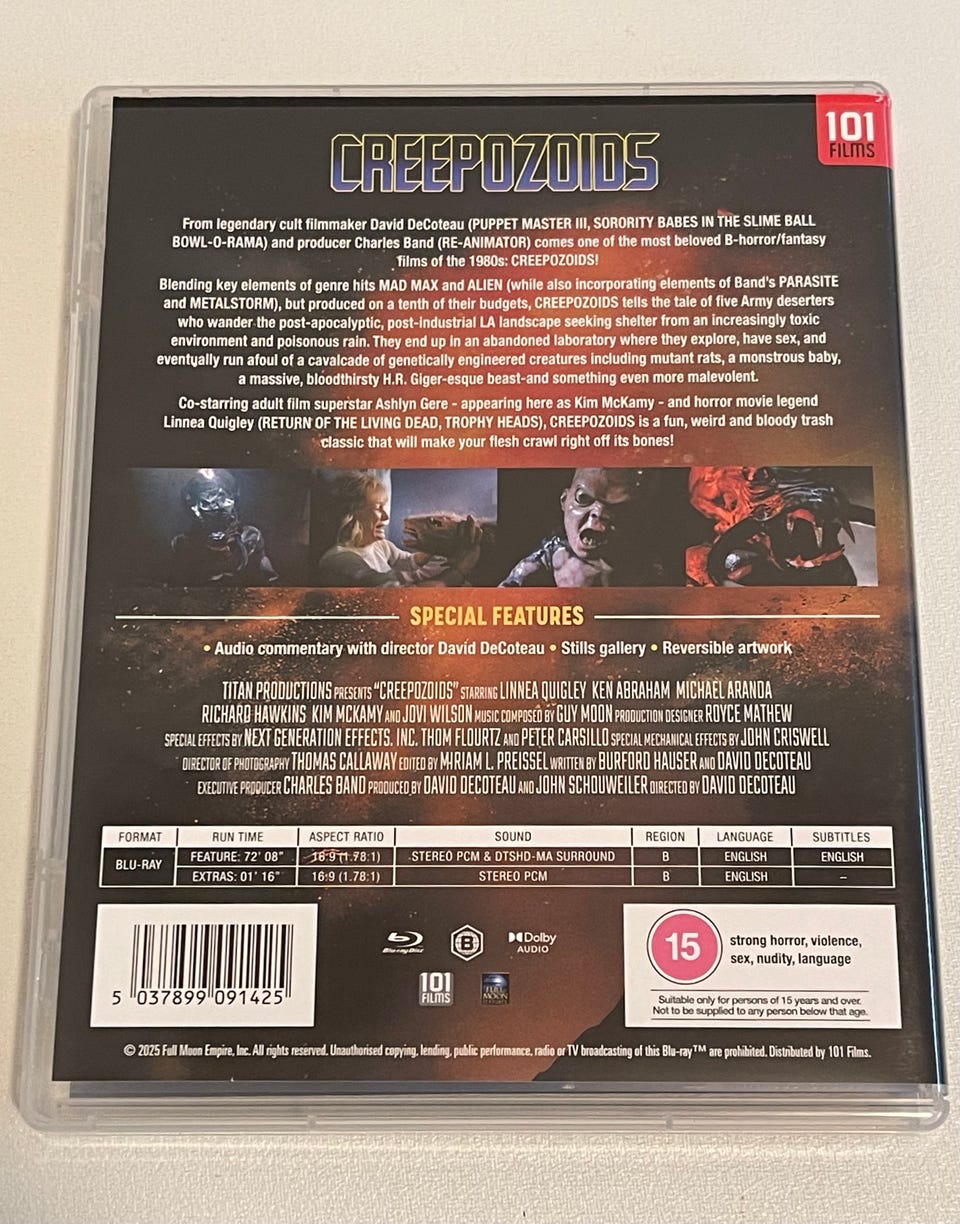 101
FILMS
CREEPOZOIDS
From legendary cult filmmaker David DeCoteau (PUPPET MASTER III, SORORITY BABES IN THE SLIME BALL
BOWL-O-RAMA) and producer Charles Band (RE-ANIMATOR) comes one of the most beloved B-horror/fantasy
films of the 1980s: CREEPOZOIDS!
Blending key elements of genre hits MAD MAX and ALIEN (while also incorporating elements of Band's PARASITE
and METALSTORM), but produced on a tenth of their budgets, CREEPOZOIDS tells the tale of five Army deserters
who wander the post-apocalyptic, post-industrial LA landscape seeking shelter from an increasingly toxic
environment and poisonous rain. They end up in an abandoned laboratory where they explore, have sex, and
eventually run afoul of a cavalcade of genetically engineered creatures including mutant rats, a monstrous baby,
a massive, bloodthirsty H.R. Giger-esque beast-and something even more malevolent.
Co-starring adult film superstar Ashlyn Gere - appearing here as Kim McKamy - and horror movie legend
Linnea Quigley (RETURN OF THE LIVING DEAD, TROPHY HEADS), CREEPOZOIDS is a fun, weird and bloody trash
classic that will make your flesh crawl right off its bones!
SPECIAL FEATURES
• Audio commentary with director David DeCoteau • Stills gallery • Reversible artwork
TITAN PRODUCTIONS PRESENTS "CREEPOZOIDS" STARRING LINNEA QUIGLEY KEN ABRAHAM MICHAEL ARANDA
RICHARD HAWKINS KIM MCKAMY AND JOVI WILSON MUSIC COMPOSED BY GUY MOON PRODUCTION DESIGNER ROYCE MATHEW
SPECIAL EFFECTS BY NEXT GENERATION EFFECTS, INC. THOM FLOURTZ AND PETER CARSILLO SPECIAL MECHANICAL EFFECTS BY JOHN CRISWELL
DIRECTOR OF PHOTOGRAPHY THOMAS CALLAWAY EDITED BY MIRIAM L. PREISSEL WRITTEN BY BURFORD HAUSER AND DAVID DECOTEAU
EXECUTIVE PRODUCER CHARLES BAND PRODUCED BY DAVID DECOTEAU AND JOHN SCHOUWEILER DIRECTED BY DAVID DECOTEAU
FORMAT RUN TIME ASPECT RATIO SOUND REGION LANGUAGE SUBTITLES
BLU-RAY FEATURE: 72' 08" 16:9 (1.78:1) STEREO PCM & DTSHD-MA SURROUND B ENGLISH ENGLISH
EXTRAS: 01' 16" 16:9 (1.78:1) STEREO PCM B ENGLISH –
5 037899 091425
Blu-ray Disc
B
Dolby
AUDIO
101
FILMS
FULL
MOON
FEATURES
15
strong horror, violence,
sex, nudity, language
Suitable only for persons of 15 years and over.
Not to be supplied to any person below that age.
© 2025 Full Moon Empire, Inc. All rights reserved. Unauthorised copying, lending, public performance, radio or TV broadcasting of this Blu-ray™ are prohibited. Distributed by 101 Films.